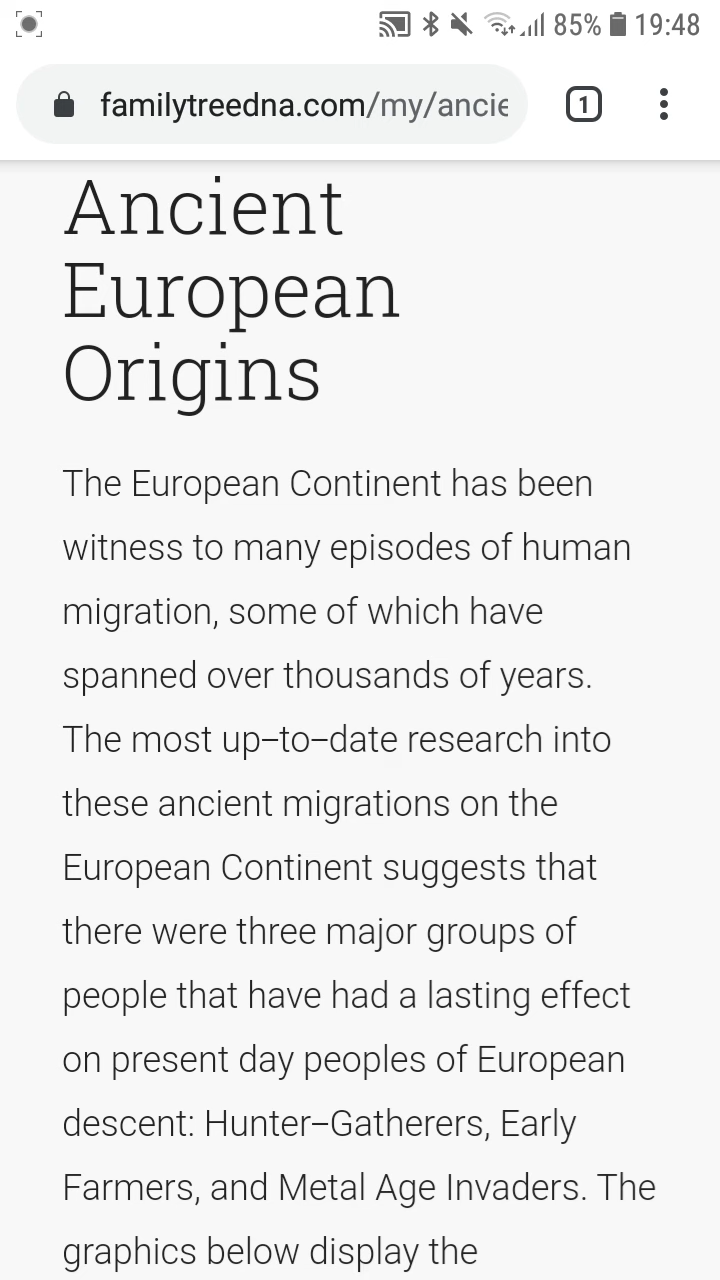 85% 19:48
familytreedna.com/my/ancie
1
Ancient
European
Origins
The European Continent has been
witness to many episodes of human
migration, some of which have
spanned over thousands of years.
The most up–to–date research into
these ancient migrations on the
European Continent suggests that
there were three major groups of
people that have had a lasting effect
on present day peoples of European
descent: Hunter–Gatherers, Early
Farmers, and Metal Age Invaders. The
graphics below display the